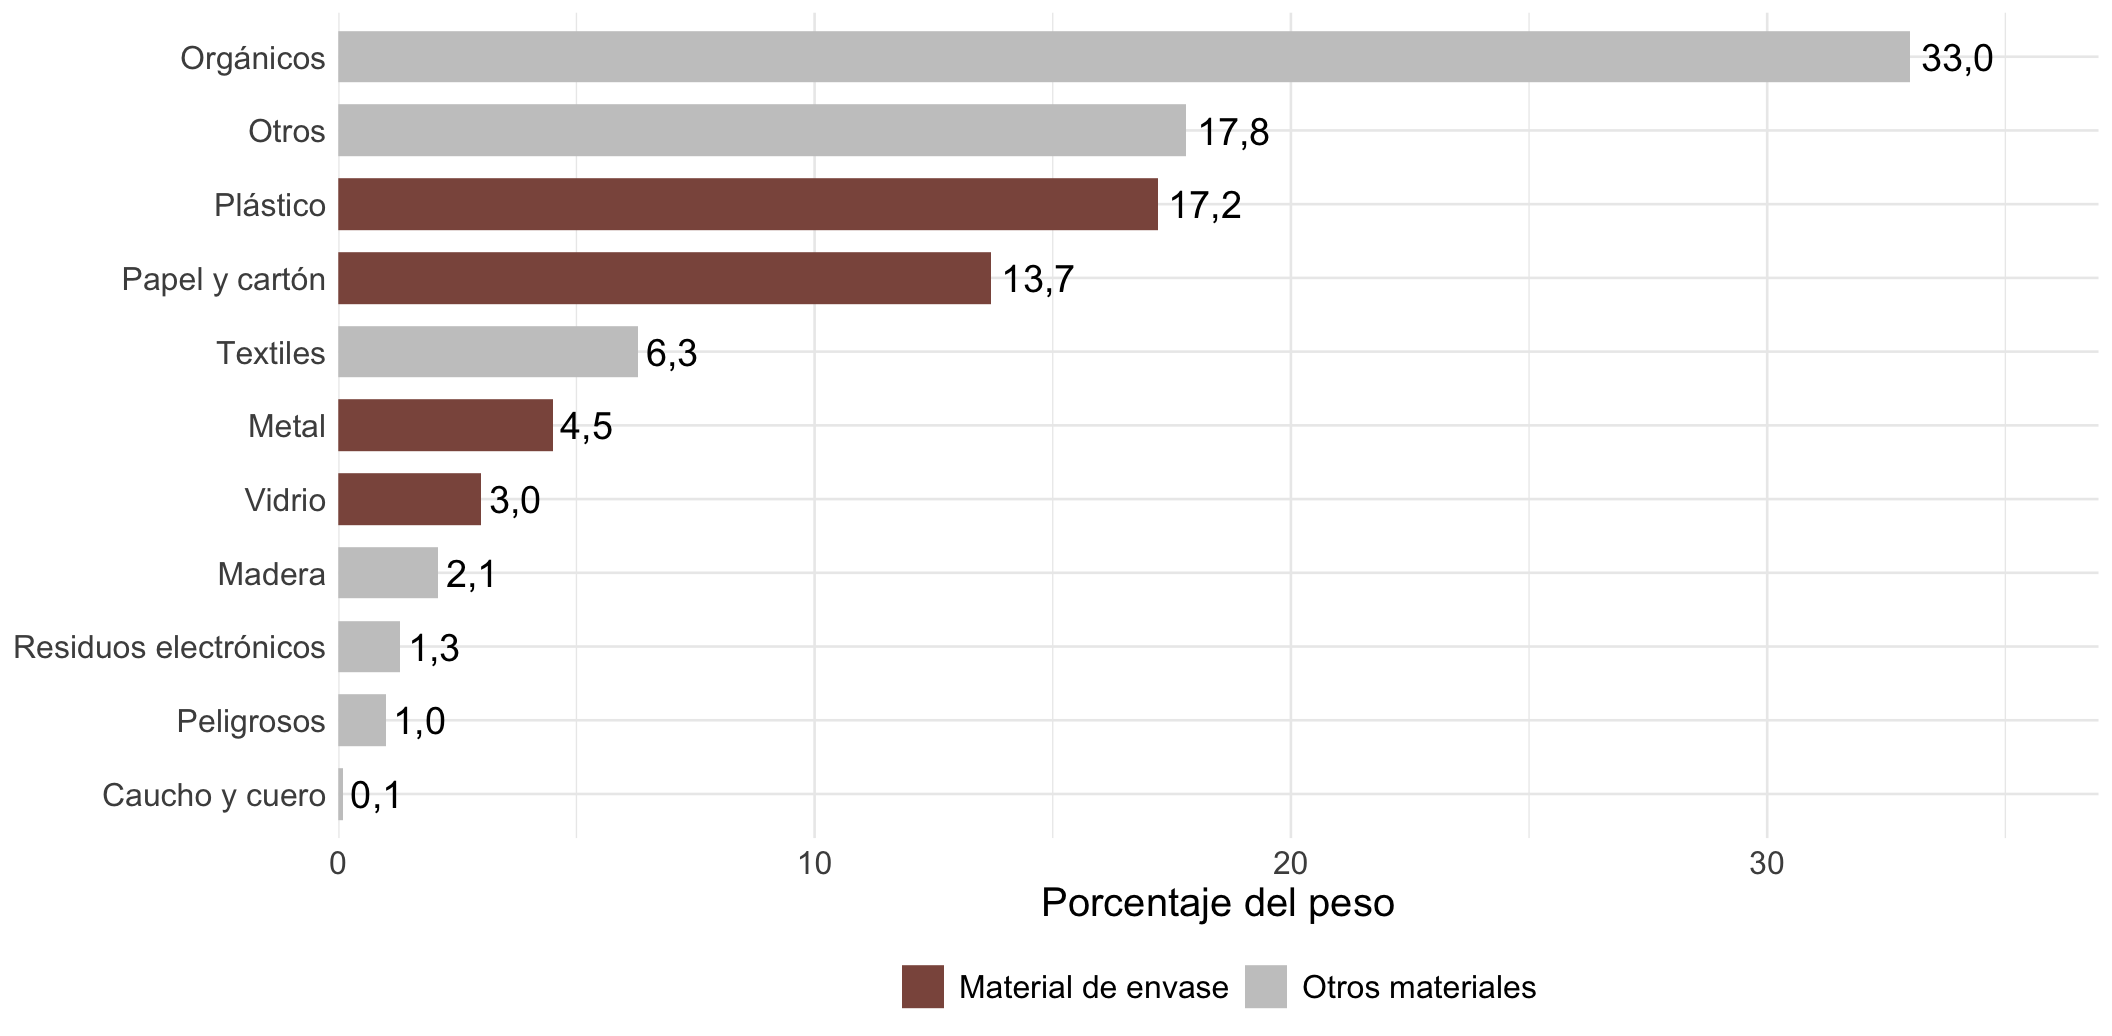 Orgánicos 33,0
Otros 17,8
Plástico 17,2
Papel y cartón 13,7
Textiles 6,3
Metal 4,5
Vidrio 3,0
Madera 2,1
Residuos electrónicos 1,3
Peligrosos 1,0
Caucho y cuero 0,1
0 10 20 30
Porcentaje del peso
Material de envase Otros materiales